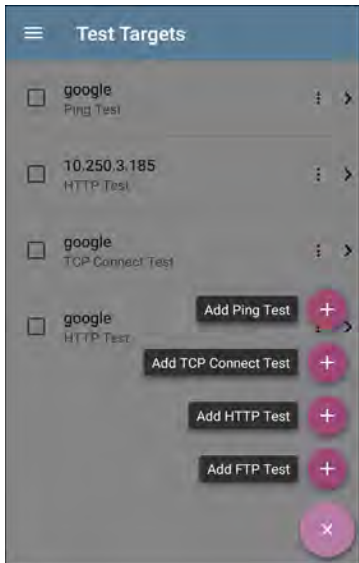 Test Targets
google
Ping Test
10.250.3.185
HTTP Test
google
TCP Connect Test
google
HTTP Test
Add Ping Test
Add TCP Connect Test
Add HTTP Test
Add FTP Test